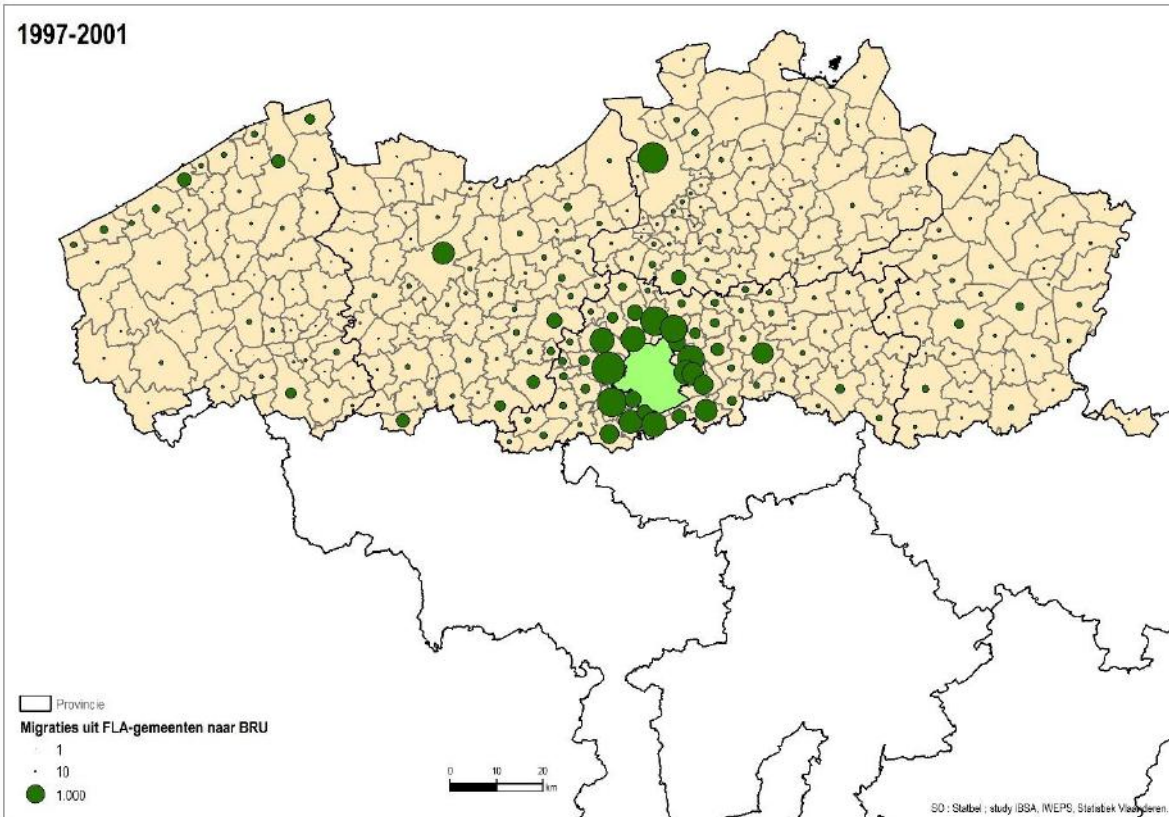 1997-2001
Provincie
Migraties uit FLA-gemeenten naar BRU
1
10
1.000
0 10 20
km
SO : Statbel ; study IBSA, IWEPS, Statistiek Vlaanderen.